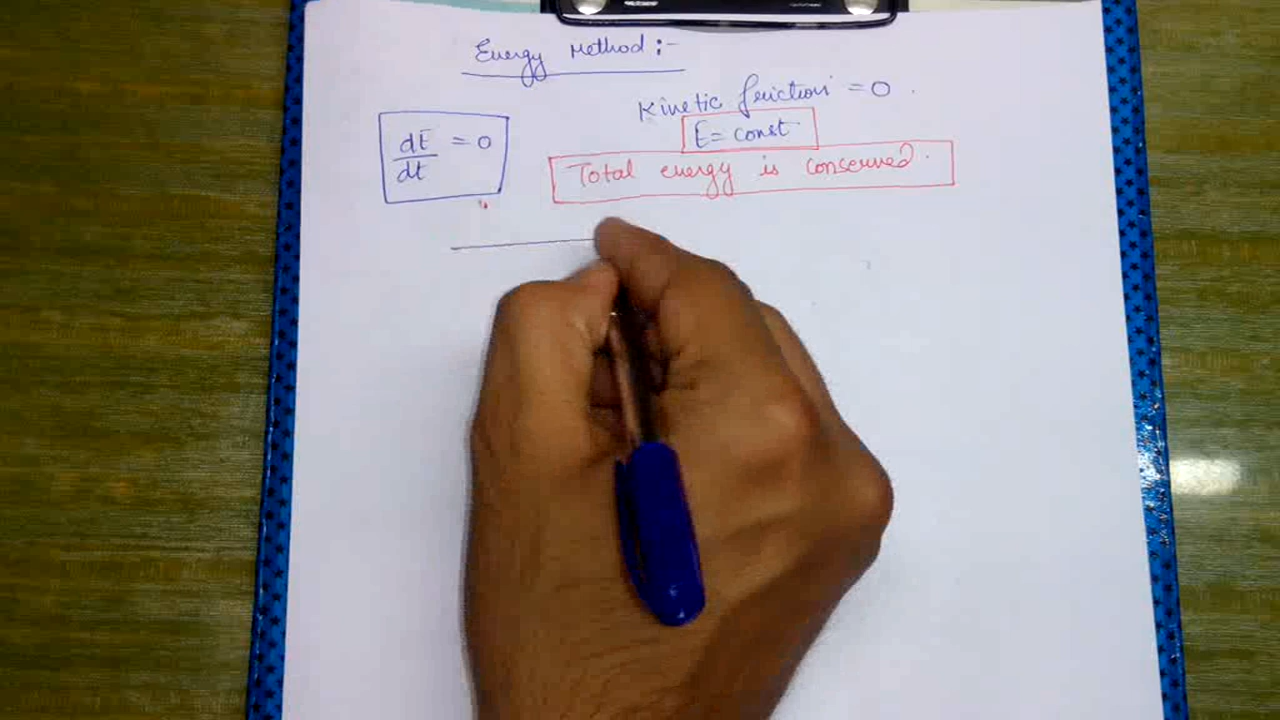 Energy Method :-
Kinetic friction = 0 .
dE/dt = 0
E = const
Total energy is conserved.